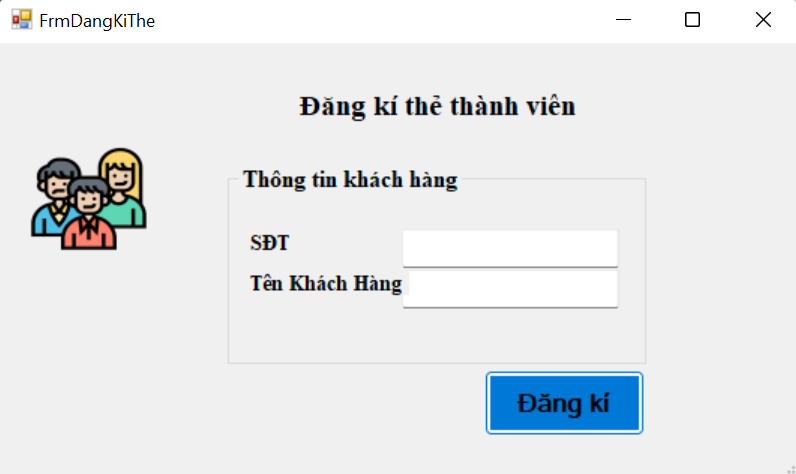 FrmDangKiThe
Đăng kí thẻ thành viên
Thông tin khách hàng
SĐT
Tên Khách Hàng
Đăng kí